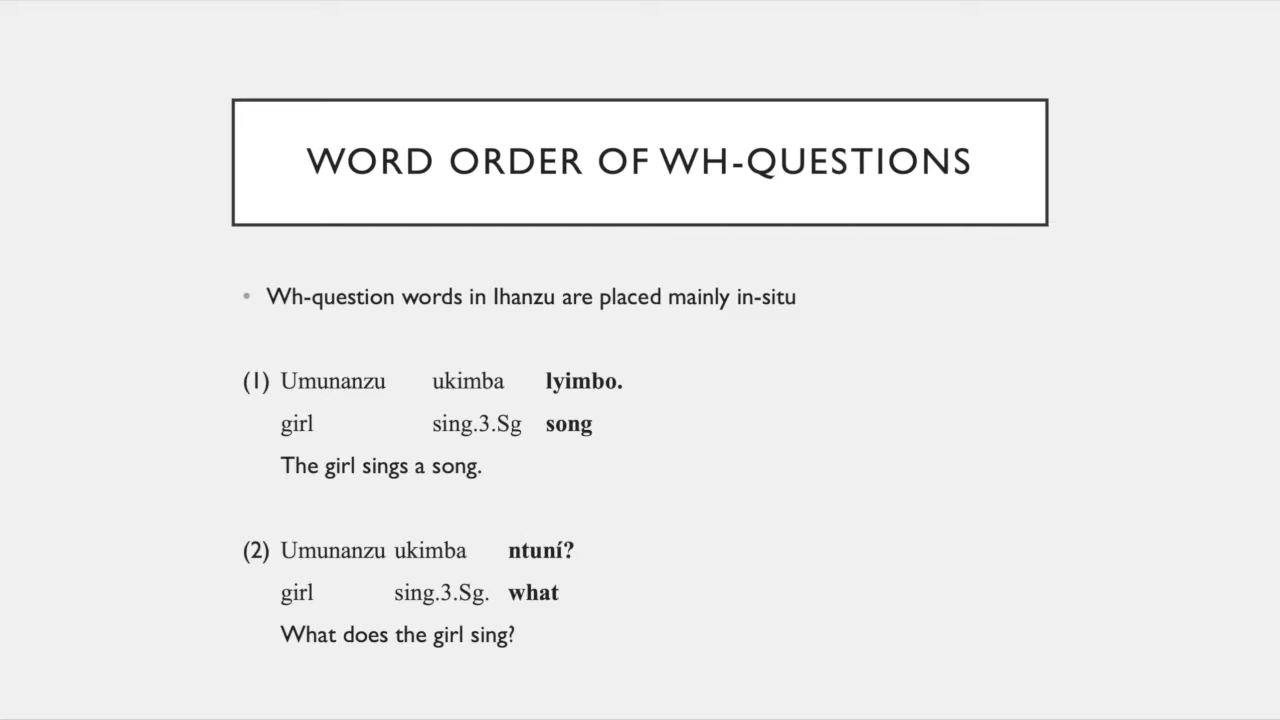 WORD ORDER OF WH-QUESTIONS
• Wh-question words in Ihanzu are placed mainly in-situ
(1) Umunanzu ukimba lyimbo.
girl sing.3.Sg song
The girl sings a song.
(2) Umunanzu ukimba ntuní?
girl sing.3.Sg. what
What does the girl sing?